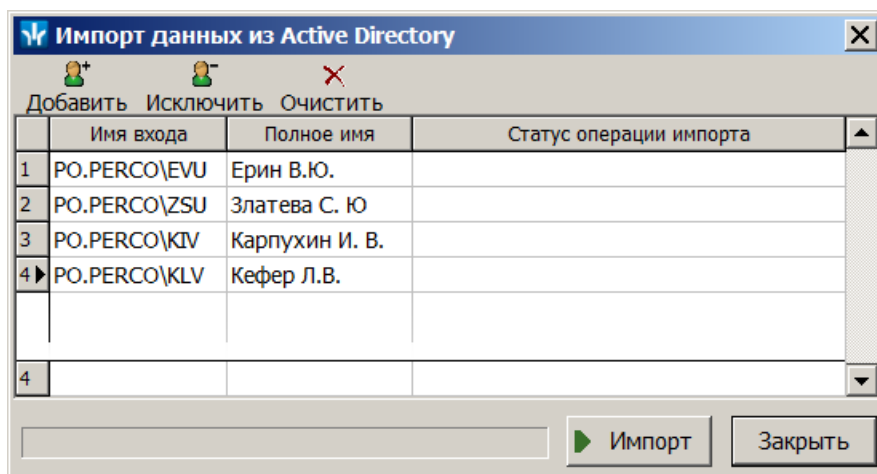 Импорт данных из Active Directory
Добавить Исключить Очистить
Имя входа Полное имя Статус операции импорта
1 PO.PERCO\EVU Ерин В.Ю.
2 PO.PERCO\ZSU Златева С. Ю
3 PO.PERCO\KIV Карпухин И. В.
4 PO.PERCO\KLV Кефер Л.В.
4
Импорт Закрыть